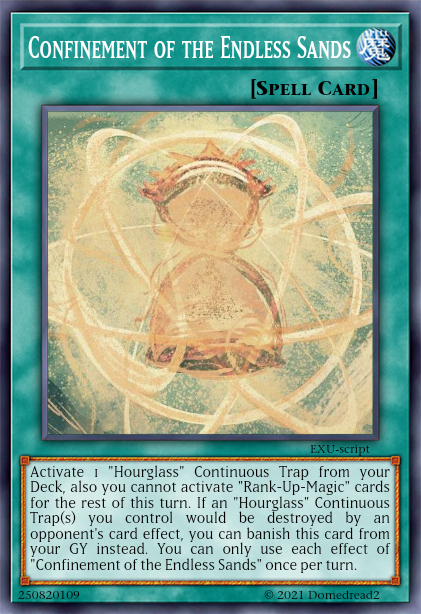 Confinement of the Endless Sands
魔
[Spell Card]
EXU-script
Activate 1 "Hourglass" Continuous Trap from your
Deck, also you cannot activate "Rank-Up-Magic" cards
for the rest of this turn. If an "Hourglass" Continuous
Trap(s) you control would be destroyed by an
opponent's card effect, you can banish this card from
your GY instead. You can only use each effect of
"Confinement of the Endless Sands" once per turn.
250820109
© 2021 Domedread2